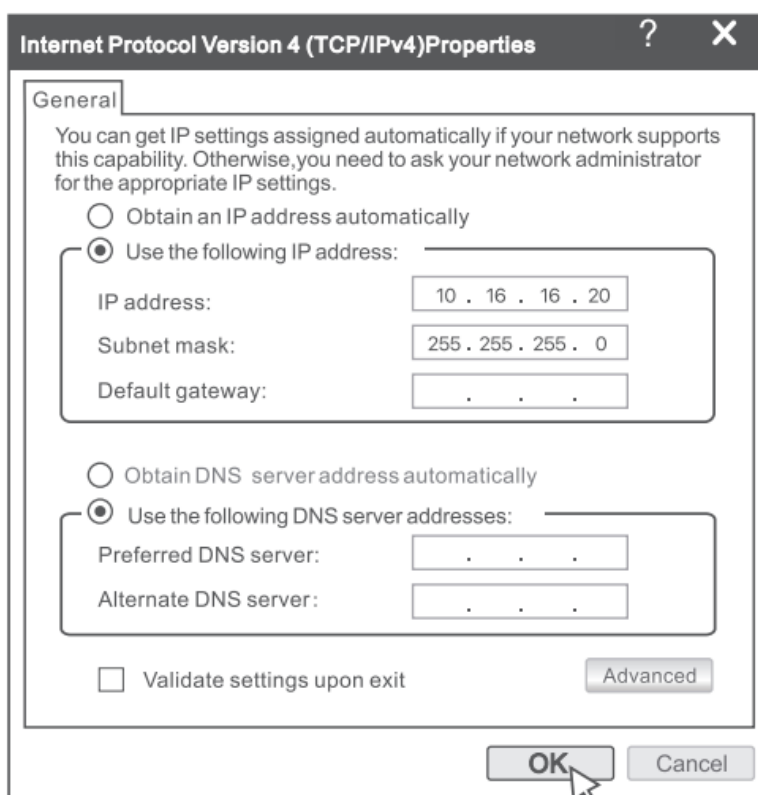 Internet Protocol Version 4 (TCP/IPv4)Properties ? ×
General
You can get IP settings assigned automatically if your network supports
this capability. Otherwise,you need to ask your network administrator
for the appropriate IP settings.
Obtain an IP address automatically
Use the following IP address:
IP address: 10 . 16 . 16 . 20
Subnet mask: 255 . 255 . 255 . 0
Default gateway: . . .
Obtain DNS server address automatically
Use the following DNS server addresses:
Preferred DNS server: . . .
Alternate DNS server: . . .
Validate settings upon exit Advanced
OK Cancel